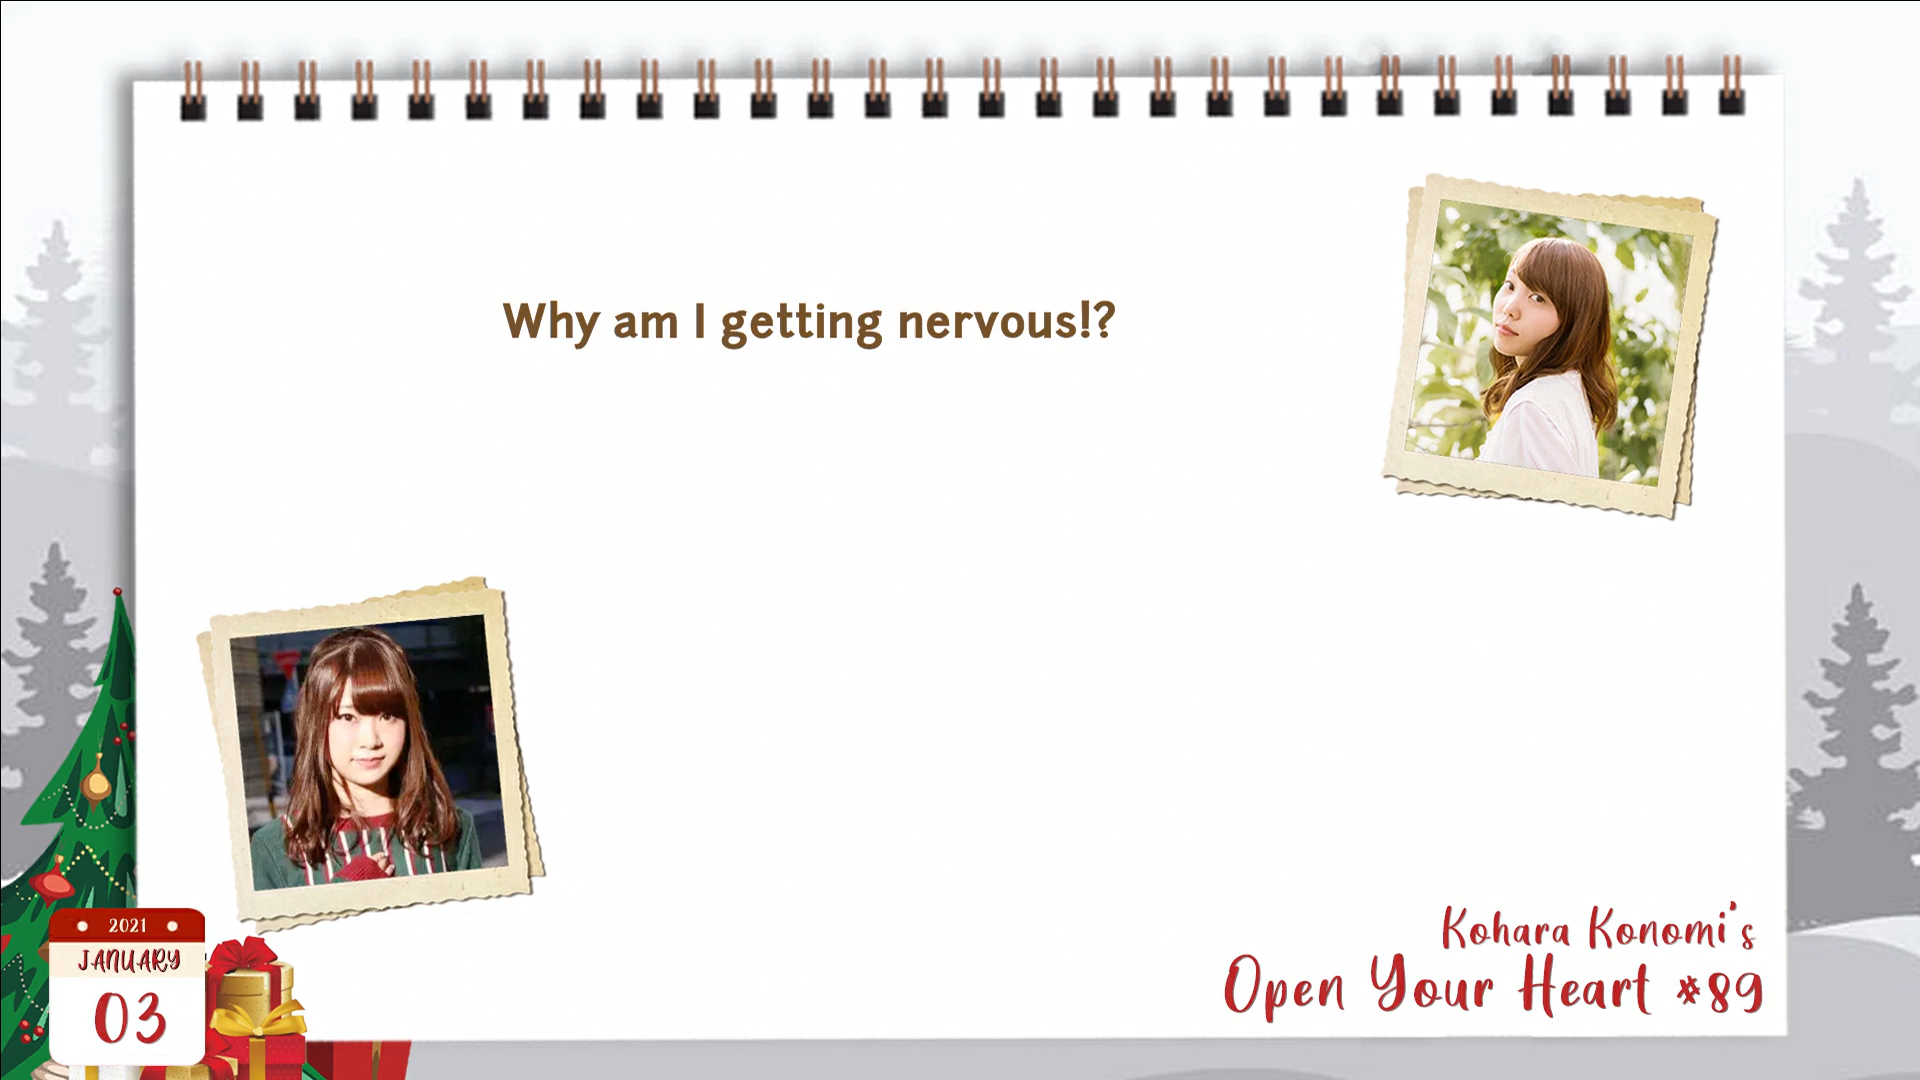 Why am I getting nervous!?
2021
JANUARY
03
Kohara Konomi's
Open Your Heart #89